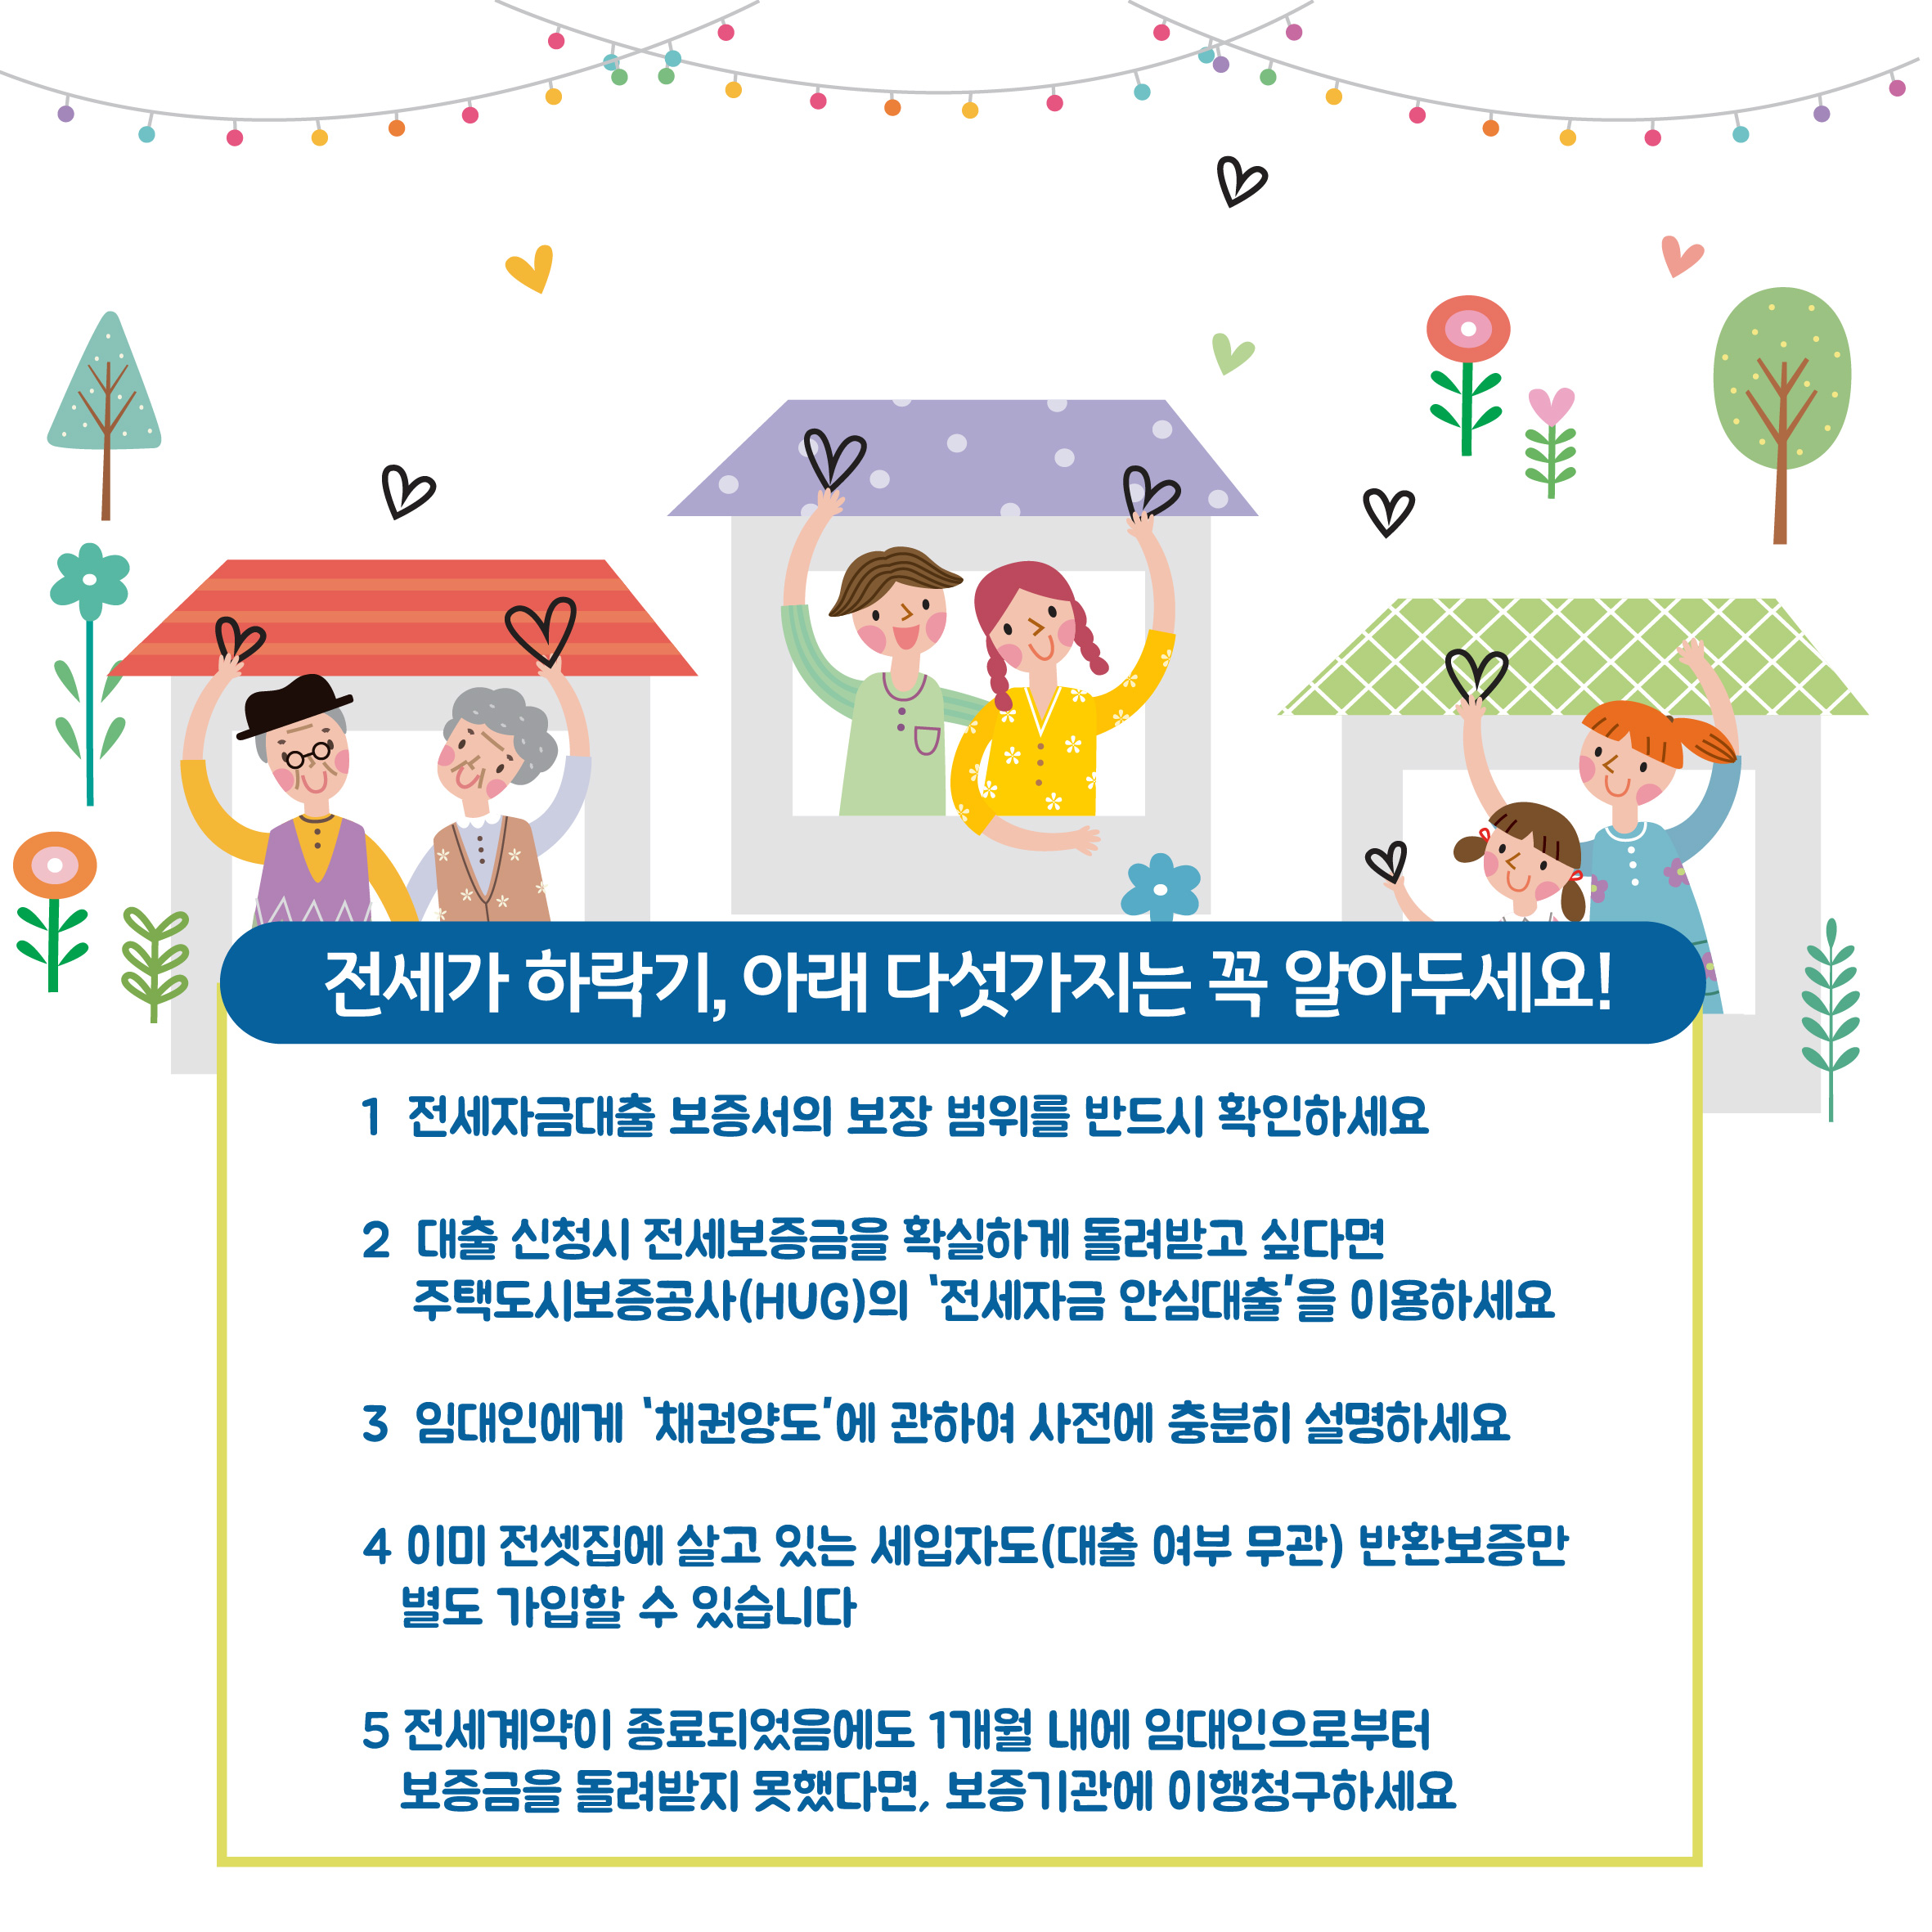 전세가 하락기, 아래 다섯가지는 꼭 알아두세요!
1 전세자금대출 보증서의 보장 범위를 반드시 확인하세요
2 대출 신청시 전세보증금을 확실하게 돌려받고 싶다면
주택도시보증공사(HUG)의 '전세자금 안심대출'을 이용하세요
3 임대인에게 '채권양도'에 관하여 사전에 충분히 설명하세요
4 이미 전셋집에 살고 있는 세입자도(대출 여부 무관) 반환보증만
별도 가입할 수 있습니다
5 전세계약이 종료되었음에도 1개월 내에 임대인으로부터
보증금을 돌려받지 못했다면, 보증기관에 이행청구하세요